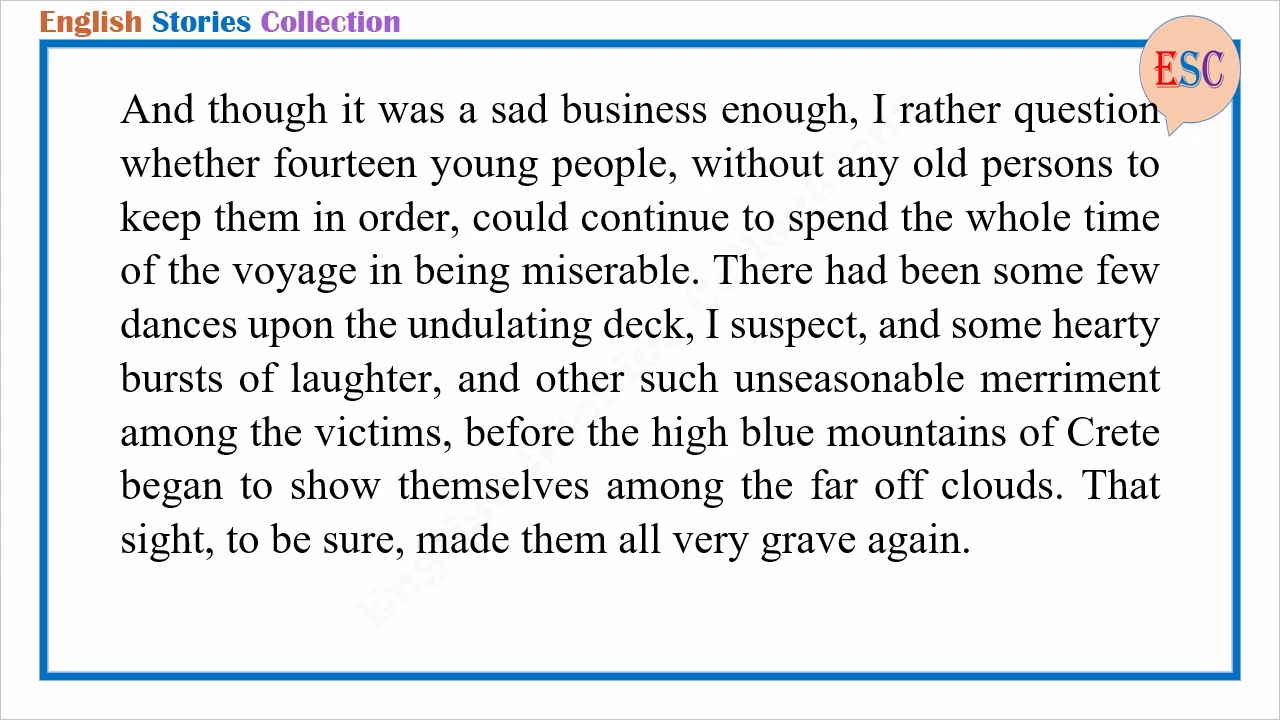 English Stories Collection
ESC
And though it was a sad business enough, I rather question
whether fourteen young people, without any old persons to
keep them in order, could continue to spend the whole time
of the voyage in being miserable. There had been some few
dances upon the undulating deck, I suspect, and some hearty
bursts of laughter, and other such unseasonable merriment
among the victims, before the high blue mountains of Crete
began to show themselves among the far off clouds. That
sight, to be sure, made them all very grave again.
English Stories Collections